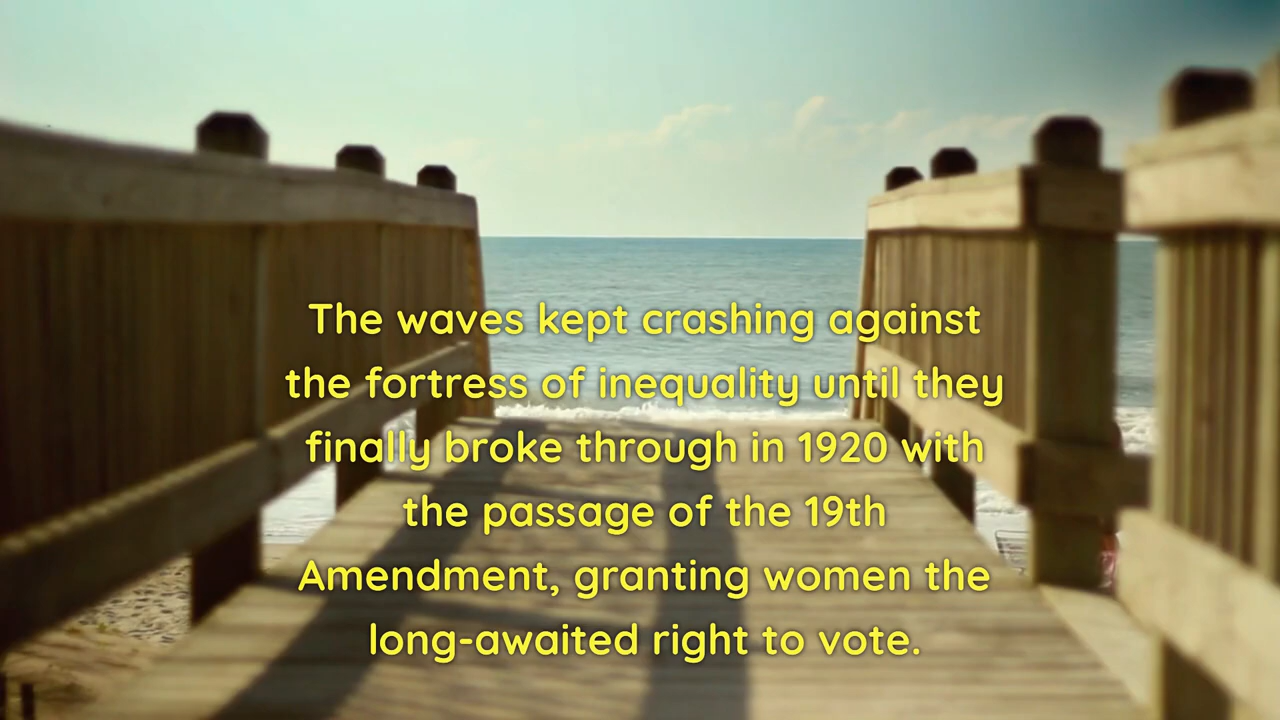 The waves kept crashing against
the fortress of inequality until they
finally broke through in 1920 with
the passage of the 19th
Amendment, granting women the
long-awaited right to vote.